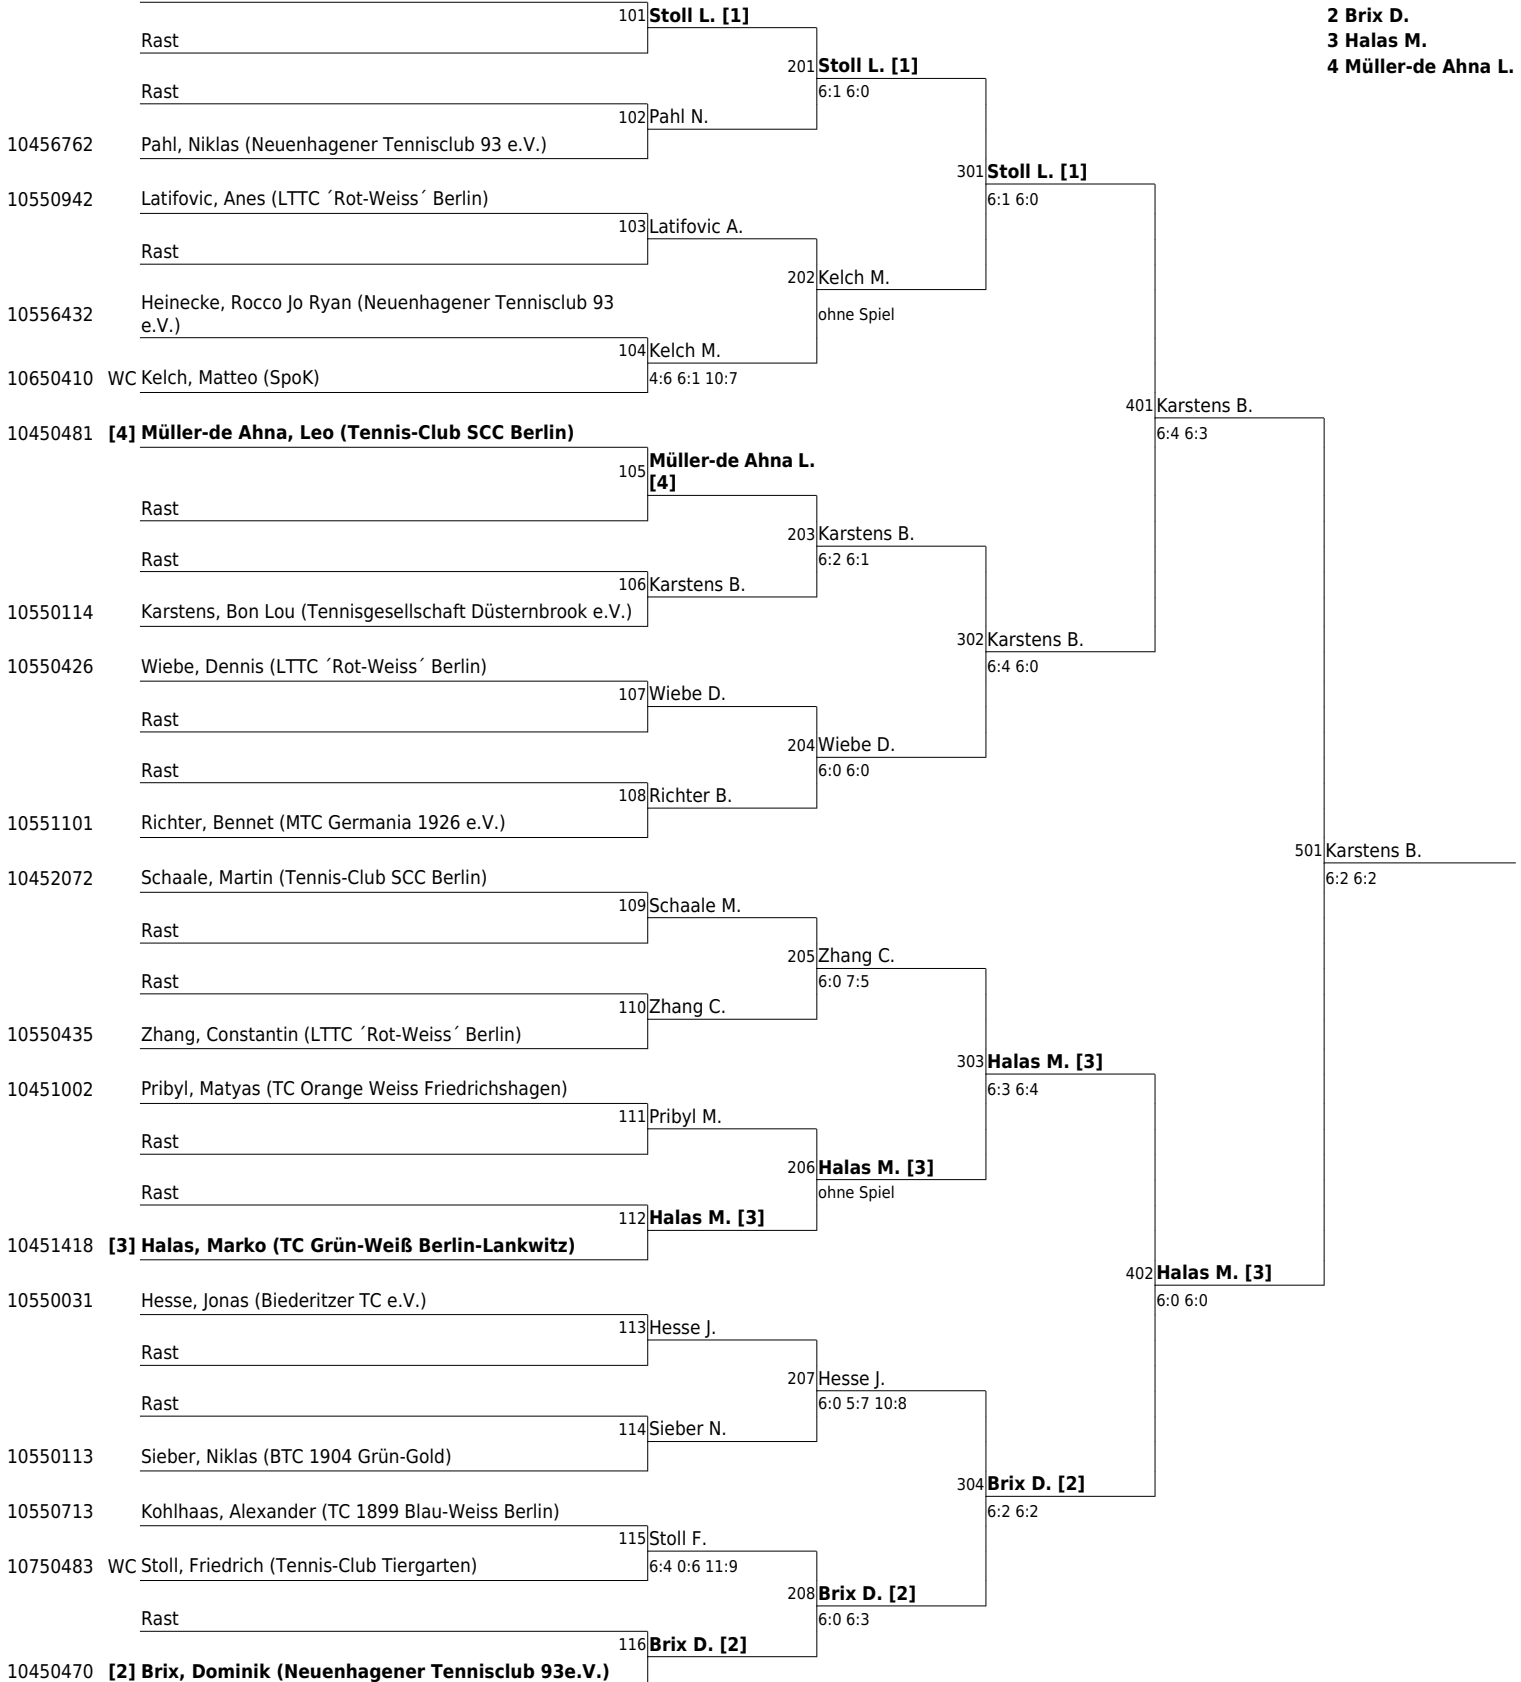 101 Stoll L. [1]
2 Brix D.
Rast
3 Halas M.
201 Stoll L. [1]
4 Müller-de Ahna L.
Rast
6:1 6:0
102 Pahl N.
10456762 Pahl, Niklas (Neuenhagener Tennisclub 93 e.V.)
301 Stoll L. [1]
10550942 Latifovic, Anes (LTTC ´Rot-Weiss´ Berlin)
6:1 6:0
103 Latifovic A.
Rast
202 Kelch M.
10556432 Heinecke, Rocco Jo Ryan (Neuenhagener Tennisclub 93
e.V.)
ohne Spiel
104 Kelch M.
10650410 WC Kelch, Matteo (SpoK)
4:6 6:1 10:7
401 Karstens B.
10450481 [4] Müller-de Ahna, Leo (Tennis-Club SCC Berlin)
6:4 6:3
105 Müller-de Ahna L.
[4]
Rast
203 Karstens B.
Rast
6:2 6:1
106 Karstens B.
10550114 Karstens, Bon Lou (Tennisgesellschaft Düsternbrook e.V.)
302 Karstens B.
10550426 Wiebe, Dennis (LTTC ´Rot-Weiss´ Berlin)
6:4 6:0
107 Wiebe D.
Rast
204 Wiebe D.
Rast
6:0 6:0
108 Richter B.
10551101 Richter, Bennet (MTC Germania 1926 e.V.)
501 Karstens B.
10452072 Schaale, Martin (Tennis-Club SCC Berlin)
6:2 6:2
109 Schaale M.
Rast
205 Zhang C.
Rast
6:0 7:5
110 Zhang C.
10550435 Zhang, Constantin (LTTC ´Rot-Weiss´ Berlin)
303 Halas M. [3]
10451002 Pribyl, Matyas (TC Orange Weiss Friedrichshagen)
6:3 6:4
111 Pribyl M.
Rast
206 Halas M. [3]
Rast
ohne Spiel
112 Halas M. [3]
10451418 [3] Halas, Marko (TC Grün-Weiß Berlin-Lankwitz)
402 Halas M. [3]
10550031 Hesse, Jonas (Biederitzer TC e.V.)
6:0 6:0
113 Hesse J.
Rast
207 Hesse J.
Rast
6:0 5:7 10:8
114 Sieber N.
10550113 Sieber, Niklas (BTC 1904 Grün-Gold)
304 Brix D. [2]
10550713 Kohlhaas, Alexander (TC 1899 Blau-Weiss Berlin)
6:2 6:2
115 Stoll F.
10750483 WC Stoll, Friedrich (Tennis-Club Tiergarten)
6:4 0:6 11:9
208 Brix D. [2]
Rast
6:0 6:3
116 Brix D. [2]
10450470 [2] Brix, Dominik (Neuenhagener Tennisclub 93e.V.)